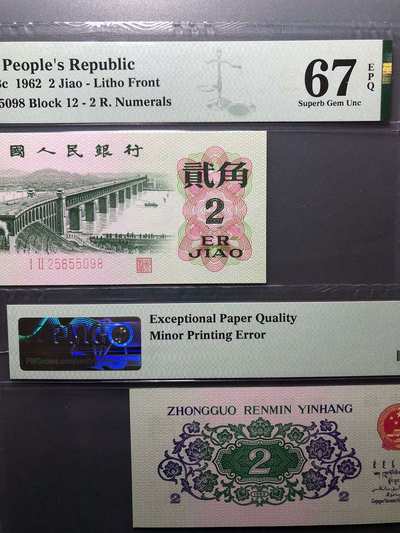 People's Republic
c 1962 2 Jiao - Litho Front
5098 Block 12 - 2 R. Numerals
67
EPQ
Superb Gem Unc
國人民銀行
貳角
2
ER
JIAO
I II 25655098
Exceptional Paper Quality
Minor Printing Error
ZHONGGUO RENMIN YINHANG
2
2
2